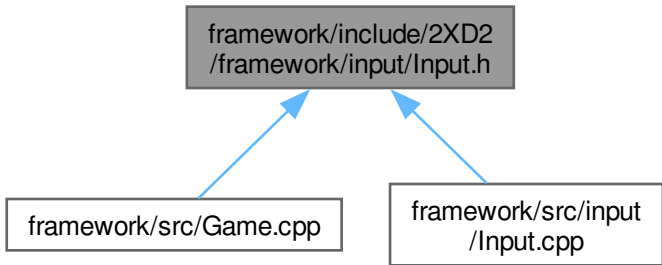 framework/include/2XD2
/framework/input/Input.h
framework/src/Game.cpp
framework/src/input
/Input.cpp